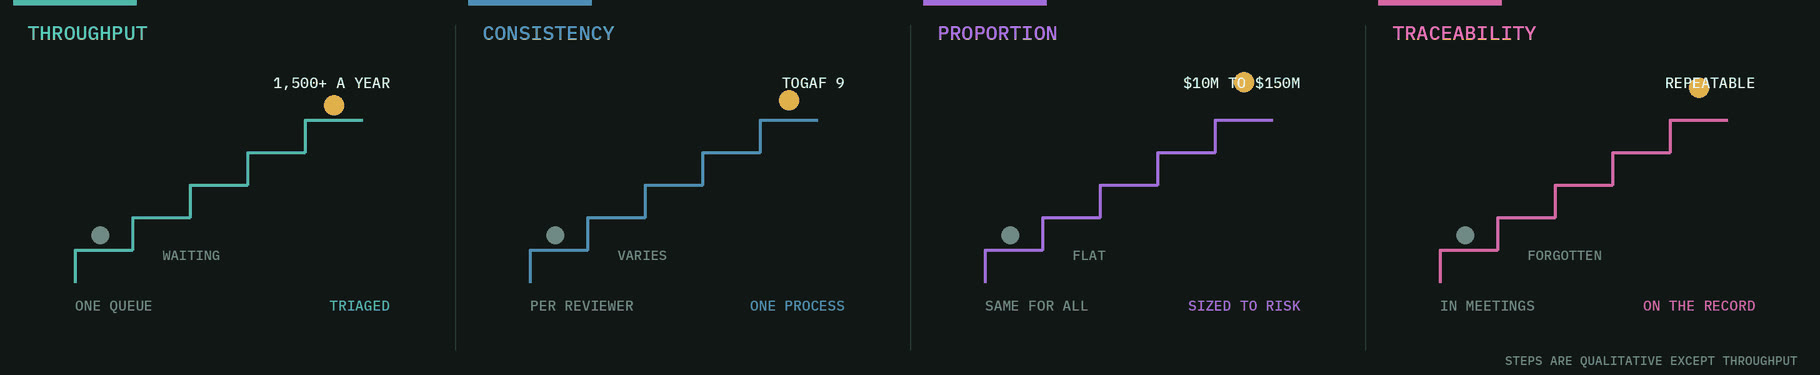 THROUGHPUT
1,500+ A YEAR
WAITING
ONE QUEUE
TRIAGED
CONSISTENCY
TOGAF 9
VARIES
PER REVIEWER
ONE PROCESS
PROPORTION
$10M TO $150M
FLAT
SAME FOR ALL
SIZED TO RISK
TRACEABILITY
REPEATABLE
FORGOTTEN
IN MEETINGS
ON THE RECORD
STEPS ARE QUALITATIVE EXCEPT THROUGHPUT